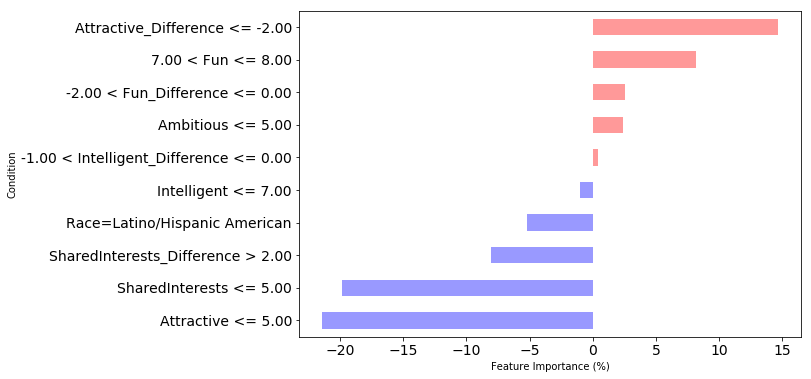 Attractive_Difference <= -2.00
7.00 < Fun <= 8.00
-2.00 < Fun_Difference <= 0.00
Ambitious <= 5.00
-1.00 < Intelligent_Difference <= 0.00
Intelligent <= 7.00
Race=Latino/Hispanic American
SharedInterests_Difference > 2.00
SharedInterests <= 5.00
Attractive <= 5.00
Condition
−20 −15 −10 −5 0 5 10 15
Feature Importance (%)